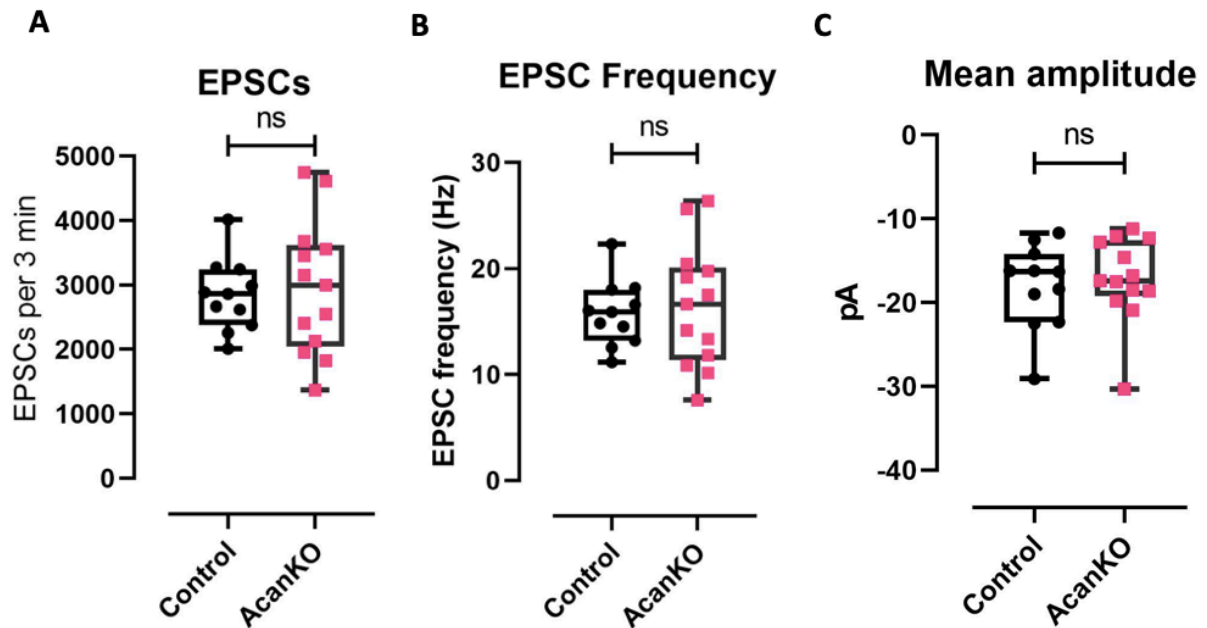 A
B
C
EPSCs
EPSC Frequency
Mean amplitude
ns
ns
ns
EPSCs per 3 min
5000
4000
3000
2000
1000
0
Control
AcanKO
EPSC frequency (Hz)
30
20
10
0
Control
AcanKO
pA
0
-10
-20
-30
-40
Control
AcanKO